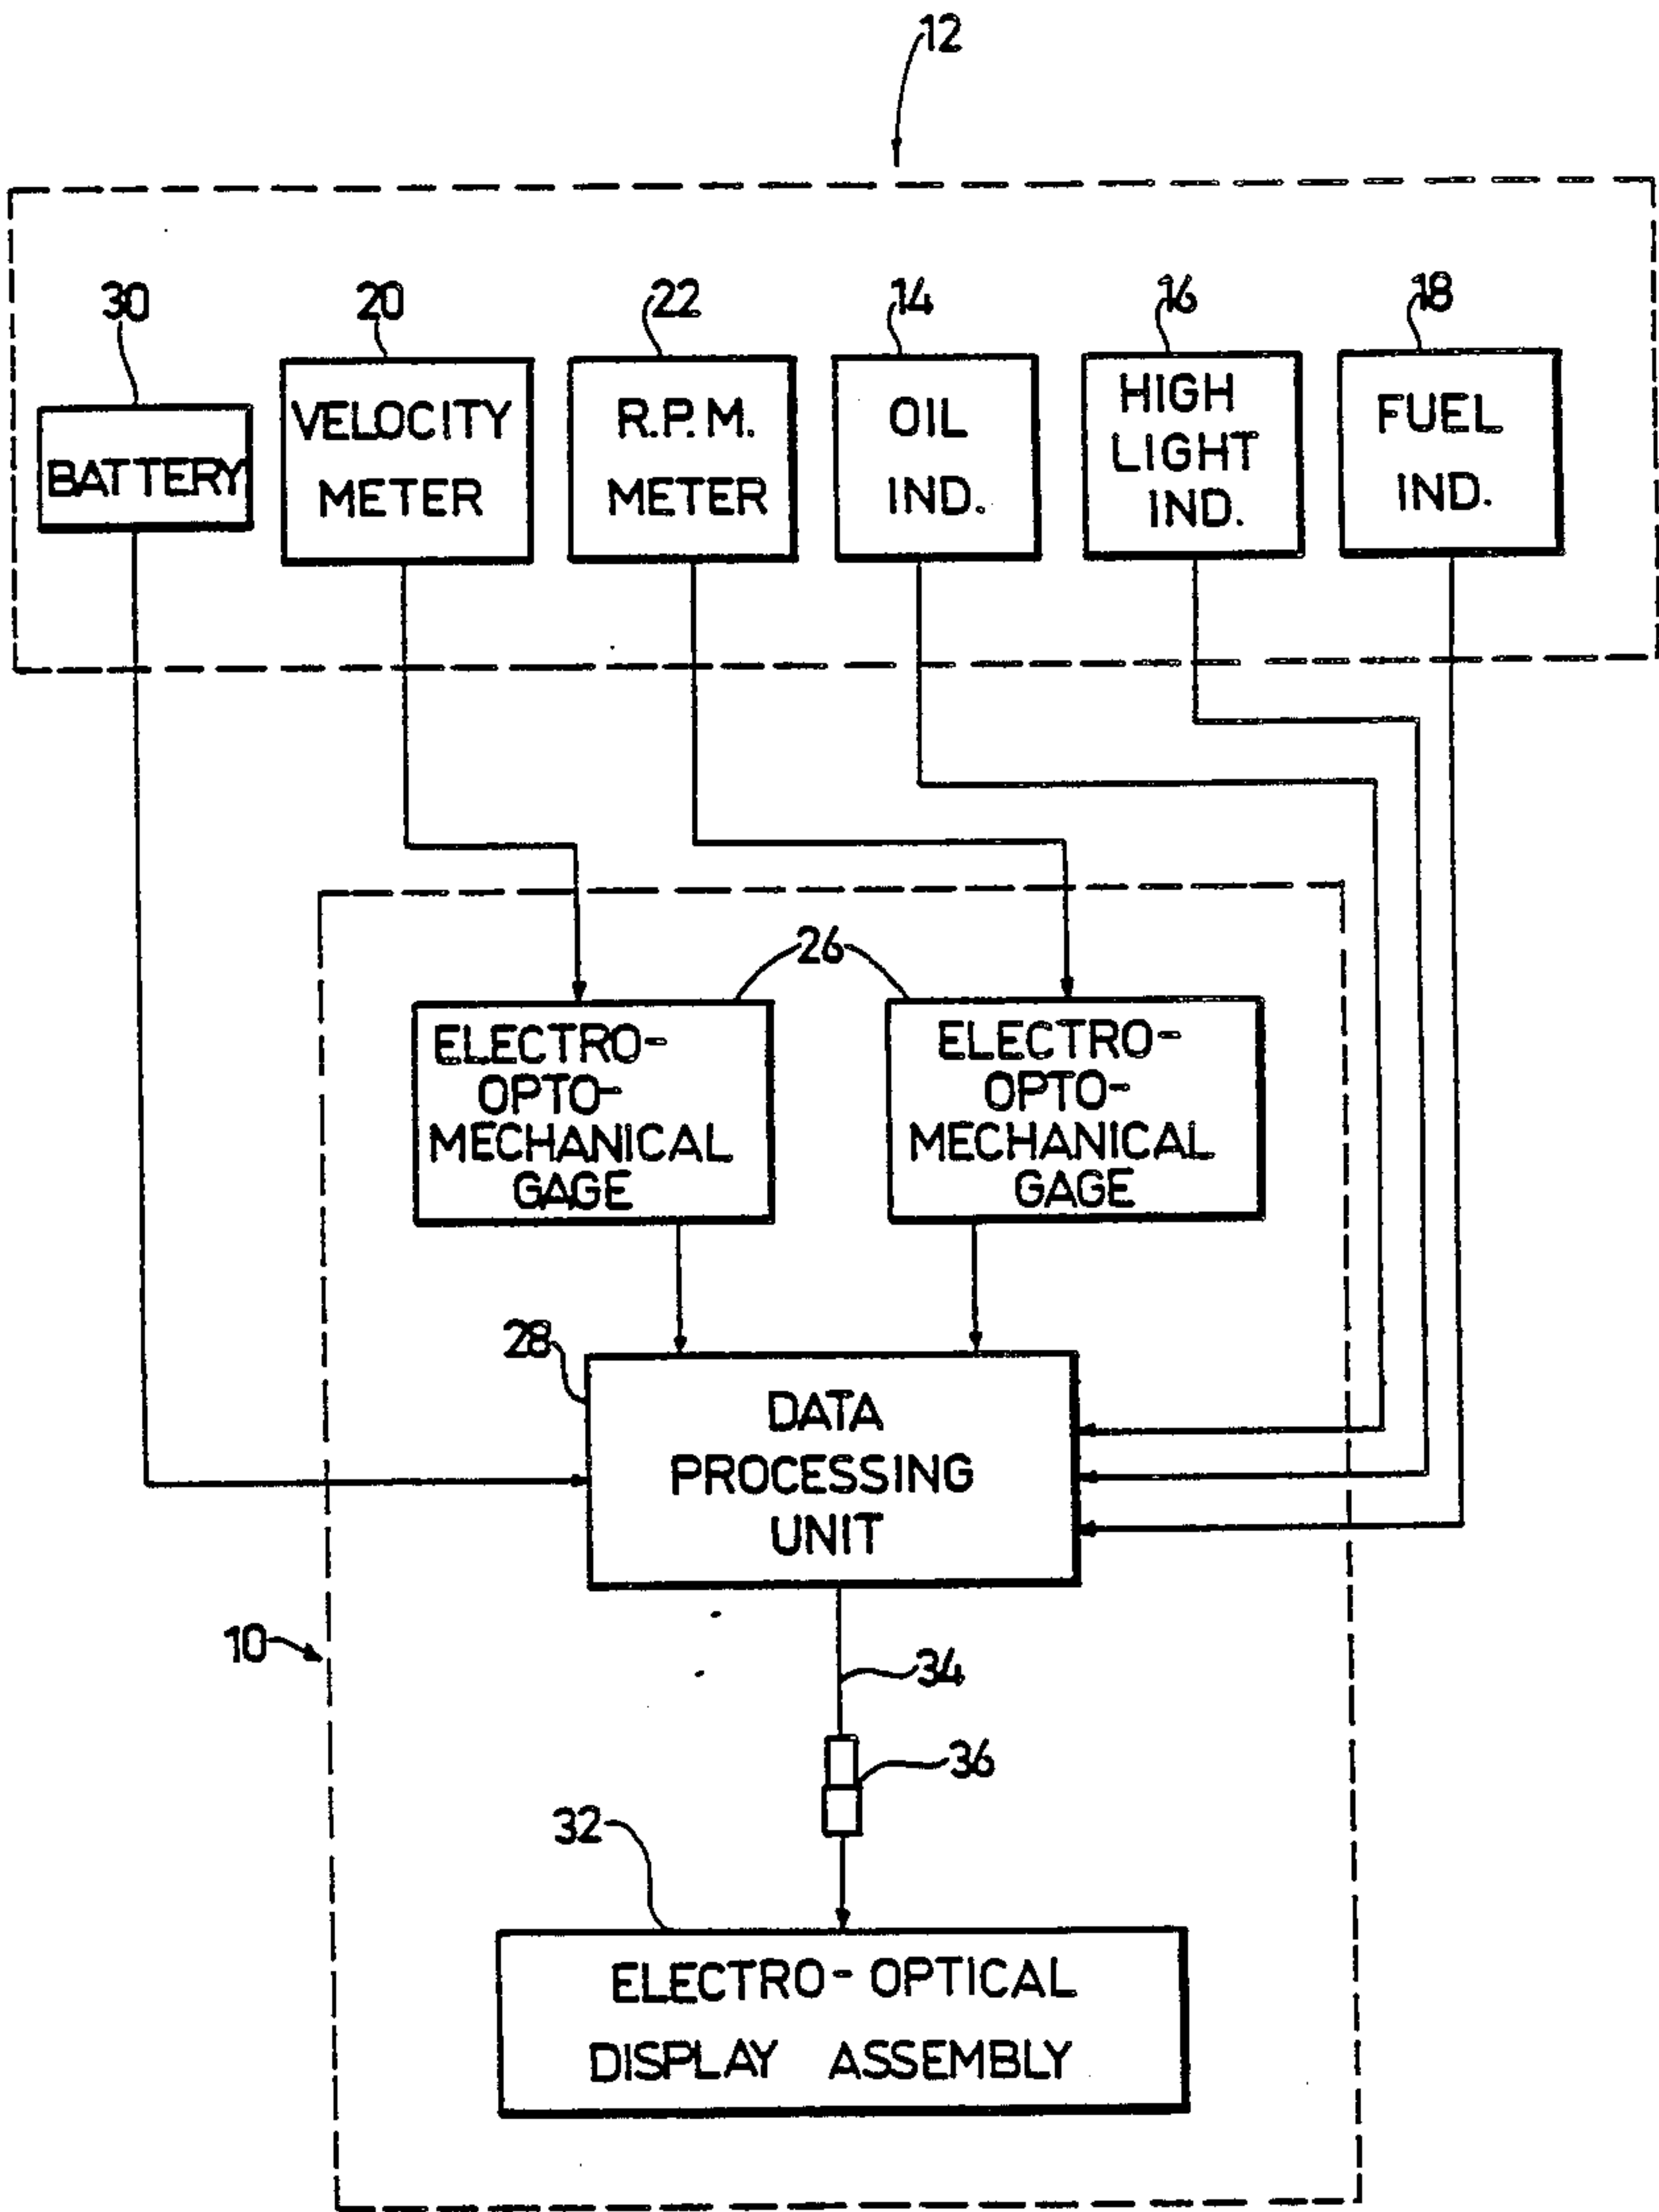 12
30
20
22
14
16
18
BATTERY
VELOCITY
METER
R.P.M.
METER
OIL
IND.
HIGH
LIGHT
IND.
FUEL
IND.
26
ELECTRO-
OPTO-
MECHANICAL
GAGE
ELECTRO-
OPTO-
MECHANICAL
GAGE
28
DATA
PROCESSING
UNIT
10
34
36
32
ELECTRO-OPTICAL
DISPLAY ASSEMBLY